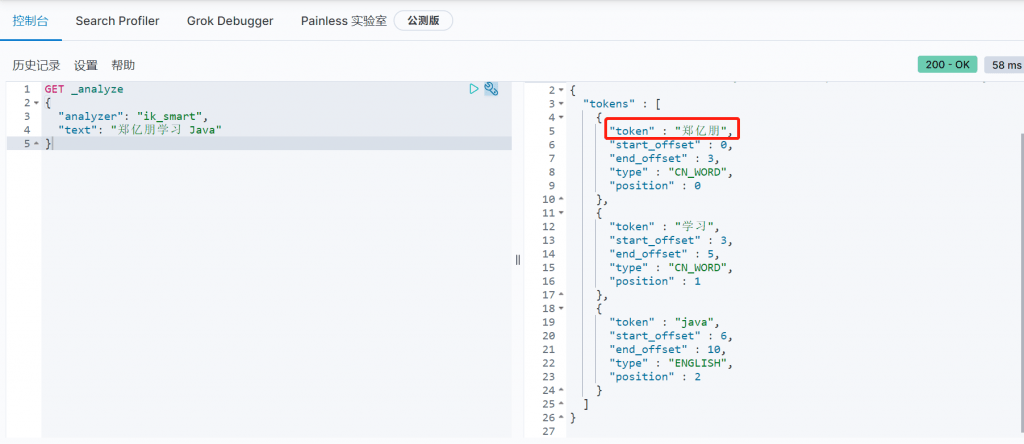 控制台 Search Profiler Grok Debugger Painless 实验室 公测版
历史记录 设置 帮助 200 - OK 58 ms
1 GET _analyze
2 {
3 "analyzer": "ik_smart",
4 "text": "郑亿朋学习 Java"
5 }
2 {
3 "tokens" : [
4 {
5 "token" : "郑亿朋",
6 "start_offset" : 0,
7 "end_offset" : 3,
8 "type" : "CN_WORD",
9 "position" : 0
10 },
11 {
12 "token" : "学习",
13 "start_offset" : 3,
14 "end_offset" : 5,
15 "type" : "CN_WORD",
16 "position" : 1
17 },
18 {
19 "token" : "java",
20 "start_offset" : 6,
21 "end_offset" : 10,
22 "type" : "ENGLISH",
23 "position" : 2
24 }
25 ]
26 }
27